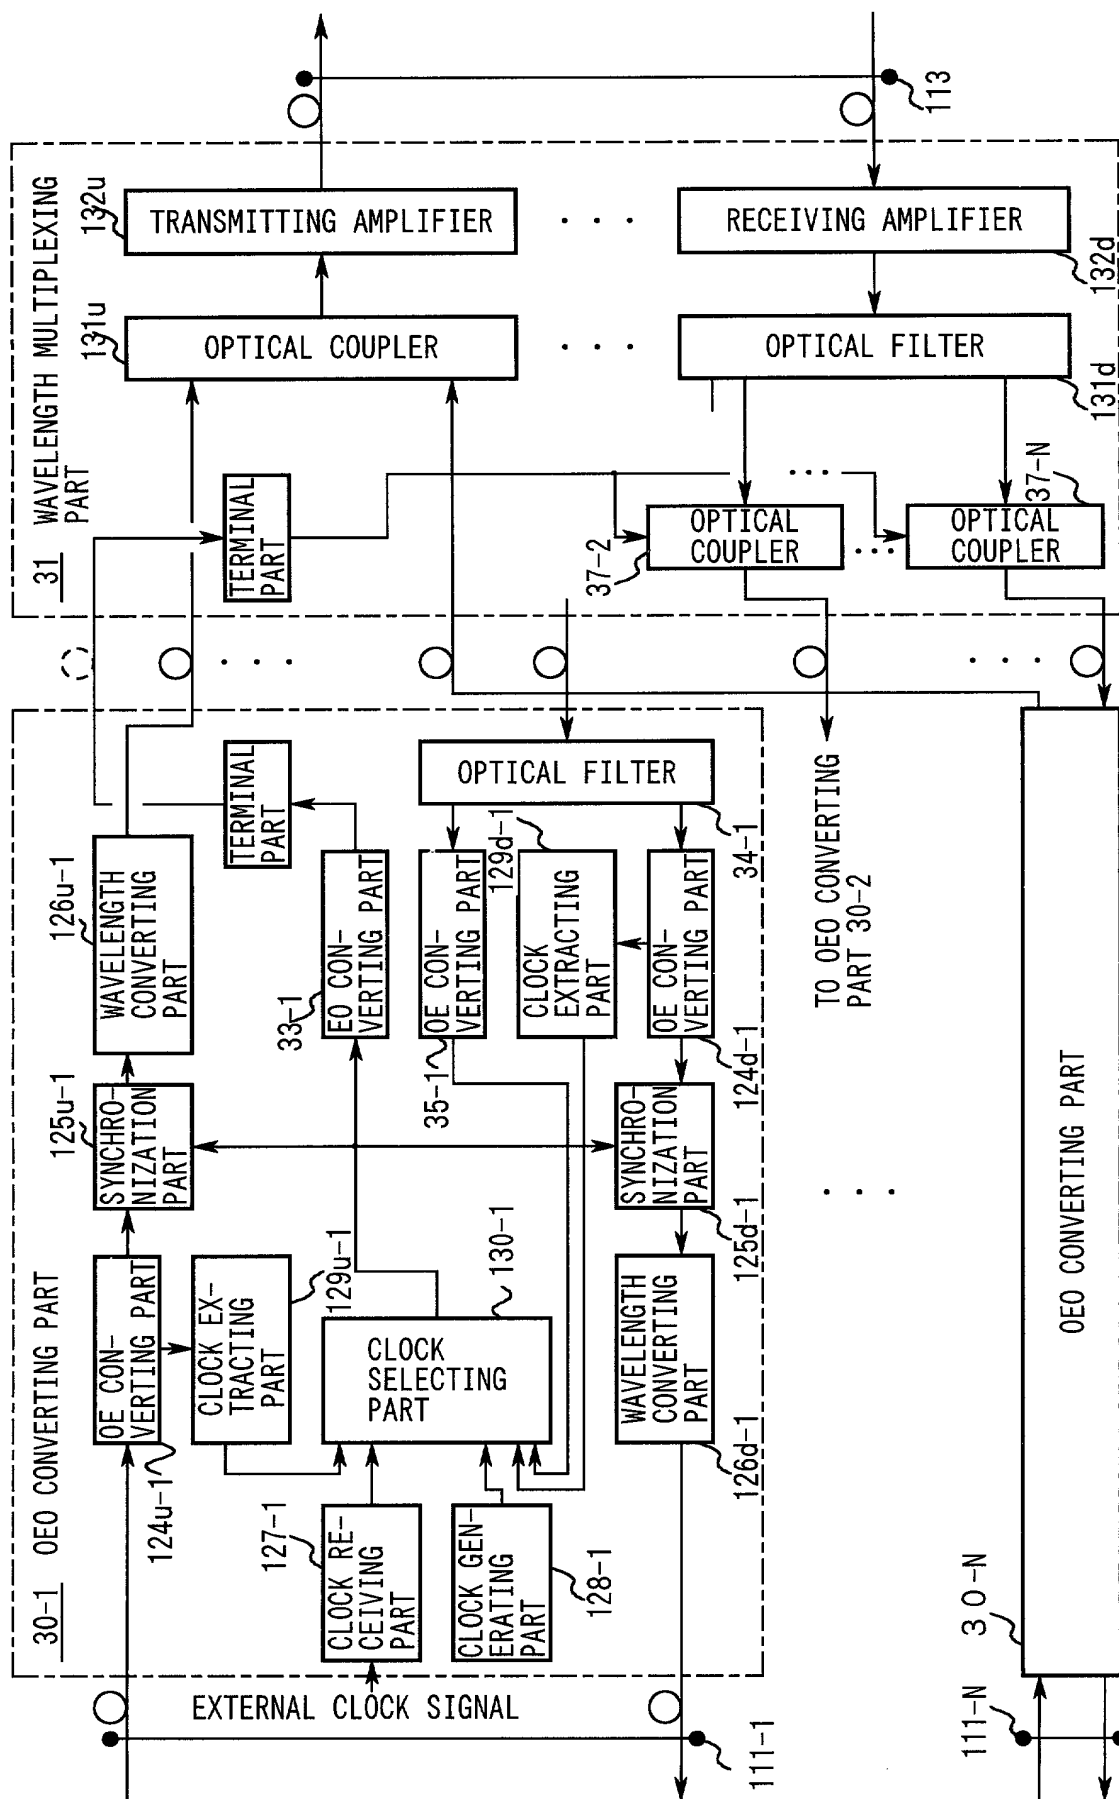 30-1 OEO CONVERTING PART
124u-1
OE CON-
VERTING PART
125u-1
SYNCHRO-
NIZATION
PART
126u-1
WAVELENGTH
CONVERTING
PART
CLOCK EX-
TRACTING
PART
129u-1
TERMINAL
PART
127-1
CLOCK RE-
CEIVING
PART
EXTERNAL CLOCK SIGNAL
CLOCK
SELECTING
PART
130-1
33-1
EO CON-
VERTING PART
35-1
OE CON-
VERTING PART
OPTICAL FILTER
34-1
CLOCK GEN-
ERATING
PART
128-1
129d-1
CLOCK
EXTRACTING
PART
OE CON-
VERTING PART
124d-1
SYNCHRO-
NIZATION
PART
125d-1
WAVELENGTH
CONVERTING
PART
126d-1
111-1
TO OEO CONVERTING
PART 30-2
111-N
30-N
OEO CONVERTING PART
31 WAVELENGTH MULTIPLEXING
PART
TERMINAL
PART
131u
OPTICAL COUPLER
132u
TRANSMITTING AMPLIFIER
37-2
OPTICAL
COUPLER
37-N
OPTICAL
COUPLER
OPTICAL FILTER
131d
RECEIVING AMPLIFIER
132d
113